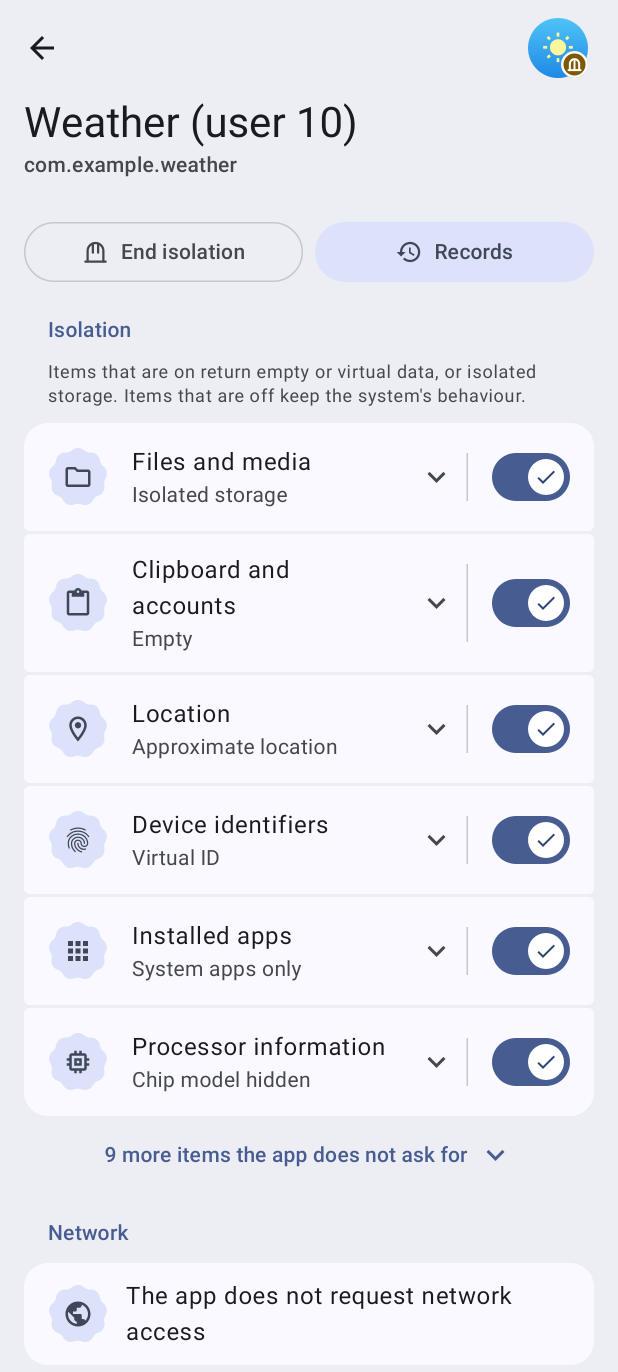 Weather (user 10)
com.example.weather
End isolation
Records
Isolation
Items that are on return empty or virtual data, or isolated
storage. Items that are off keep the system's behaviour.
Files and media
Isolated storage
Clipboard and
accounts
Empty
Location
Approximate location
Device identifiers
Virtual ID
Installed apps
System apps only
Processor information
Chip model hidden
9 more items the app does not ask for
Network
The app does not request network
access